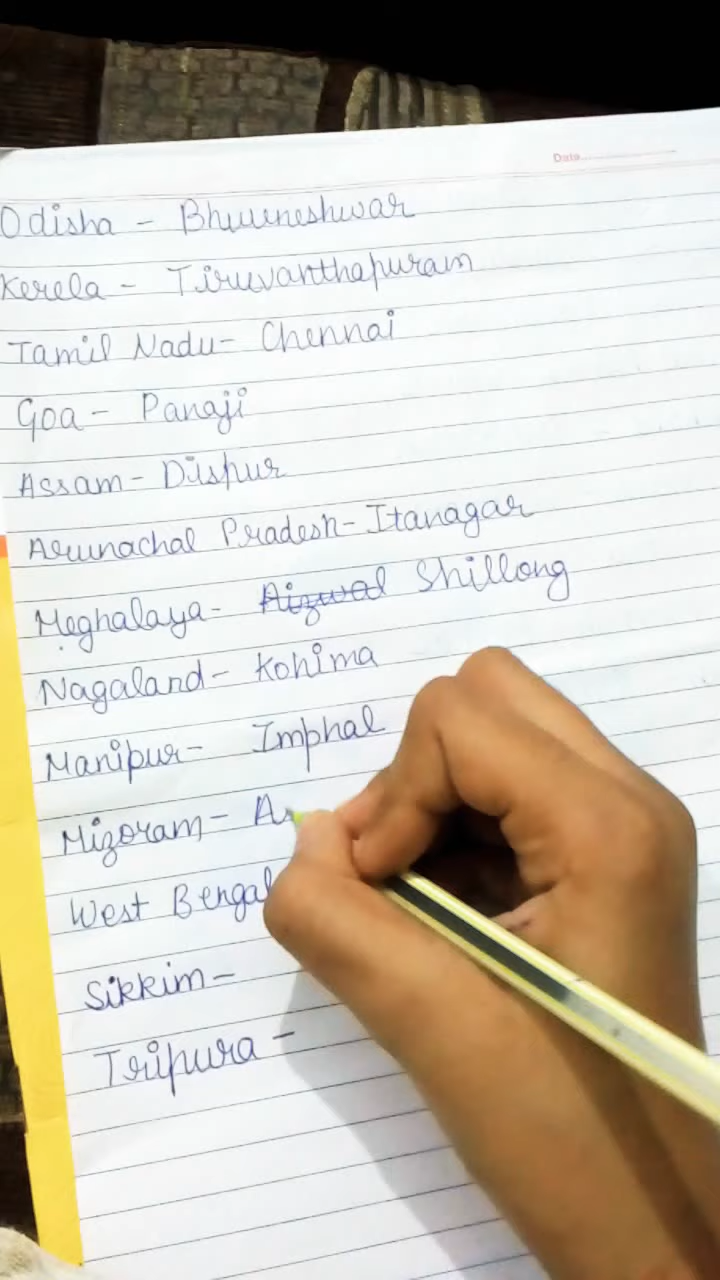 Date
Odisha - Bhuuneshwar
Kerela - Tiruvanthapuram
Tamil Nadu - Chennai
Goa - Panaji
Assam - Dispur
Arunachal Pradesh - Itanagar
Meghalaya - Aizwal Shillong
Nagaland - Kohima
Manipur - Imphal
Mizoram -
West Bengal
Sikkim -
Tripura -